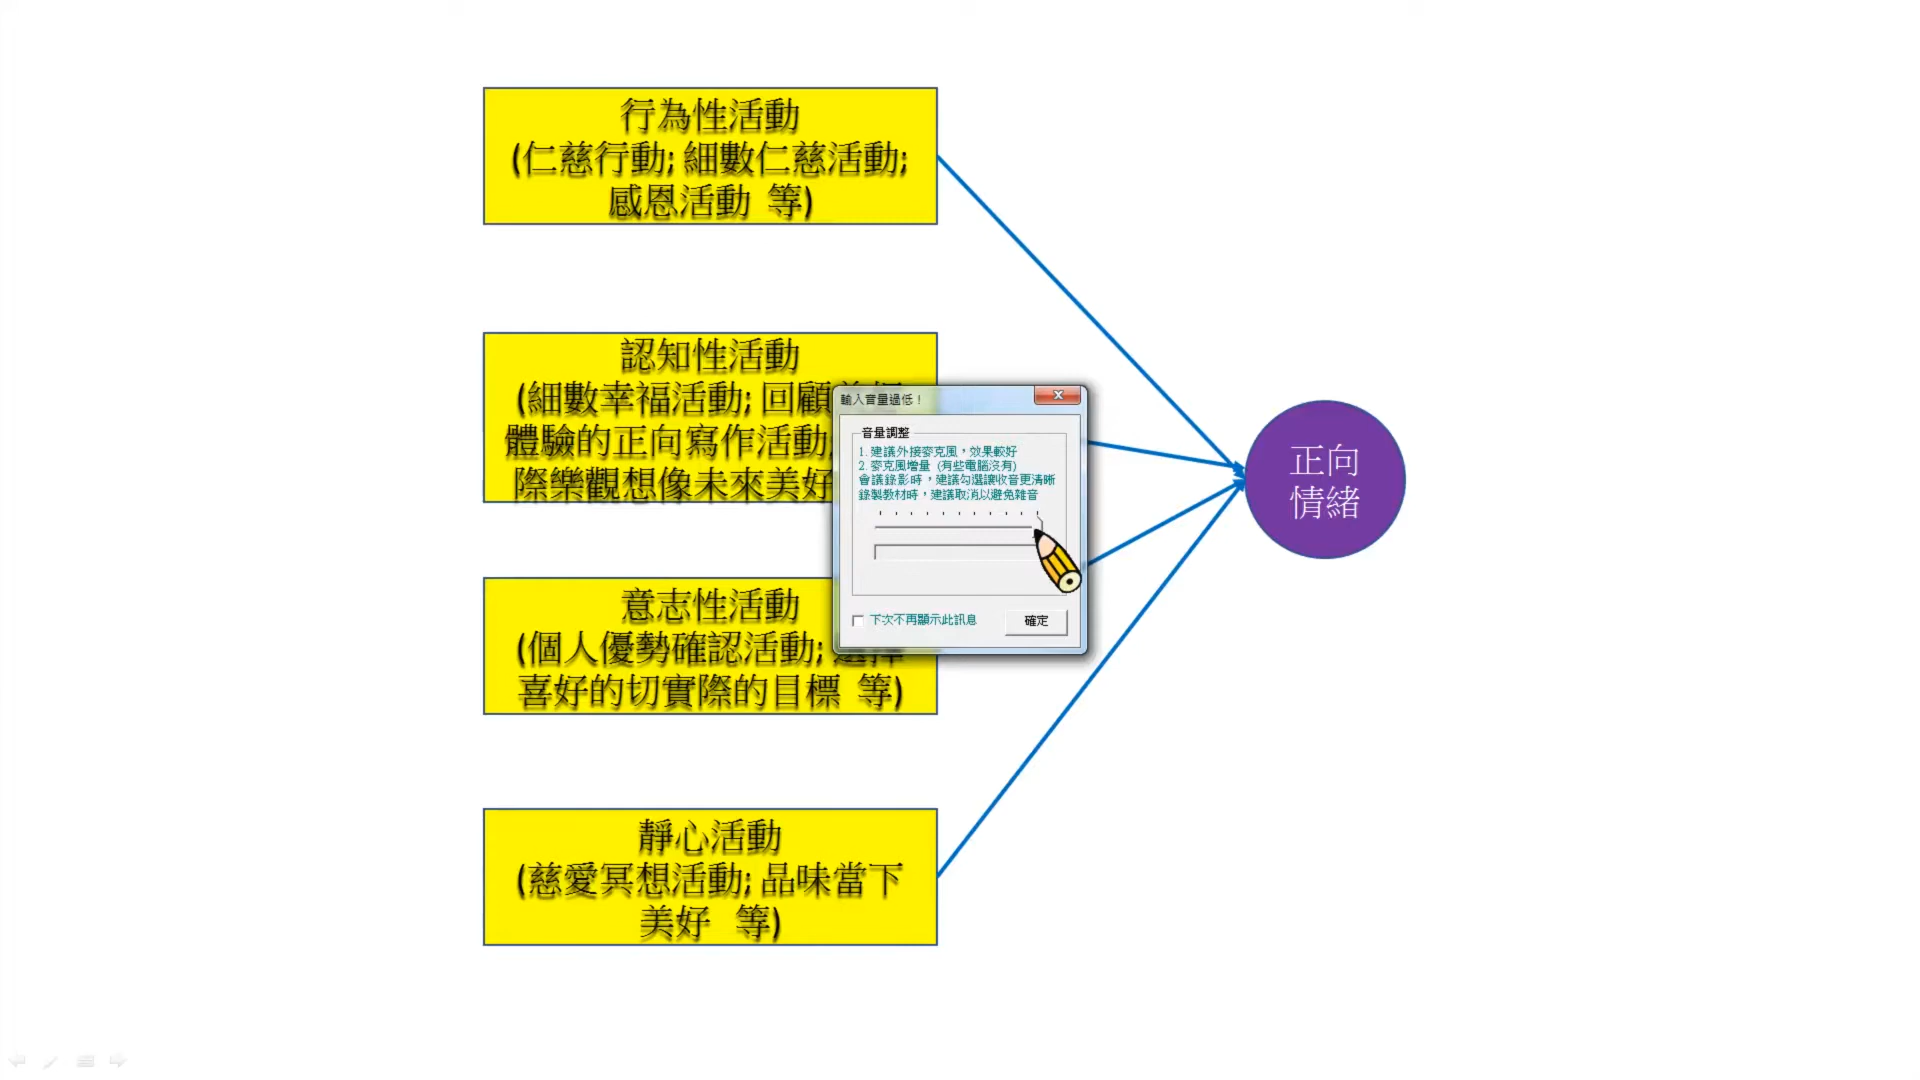 行為性活動
(仁慈行動; 細數仁慈活動;
感恩活動 等)
認知性活動
(細數幸福活動; 回顧
體驗的正向寫作活動;
際樂觀想像未來美好
意志性活動
(個人優勢確認活動; 選擇
喜好的切實際的目標 等)
靜心活動
(慈愛冥想活動; 品味當下
美好 等)
正向
情緒
輸入音量過低！
音量調整
1. 建議外接麥克風，效果較好
2. 麥克風增量 (有些電腦沒有)
會議錄影時，建議勾選讓收音更清晰
錄製教材時，建議取消以避免雜音
下次不再顯示此訊息
確定